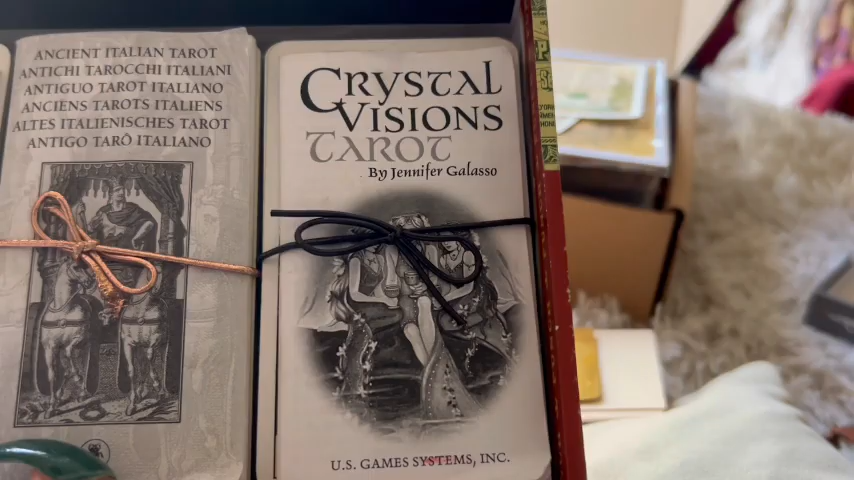 ANCIENT ITALIAN TAROT
ANTICHI TAROCCHI ITALIANI
ANTIGUO TAROT ITALIANO
ANCIENS TAROTS ITALIENS
ALTES ITALIENISCHES TAROT
ANTIGO TARÔ ITALIANO
CRYSTAL
VISIONS
TAROT
By Jennifer Galasso
U.S. GAMES SYSTEMS, INC.